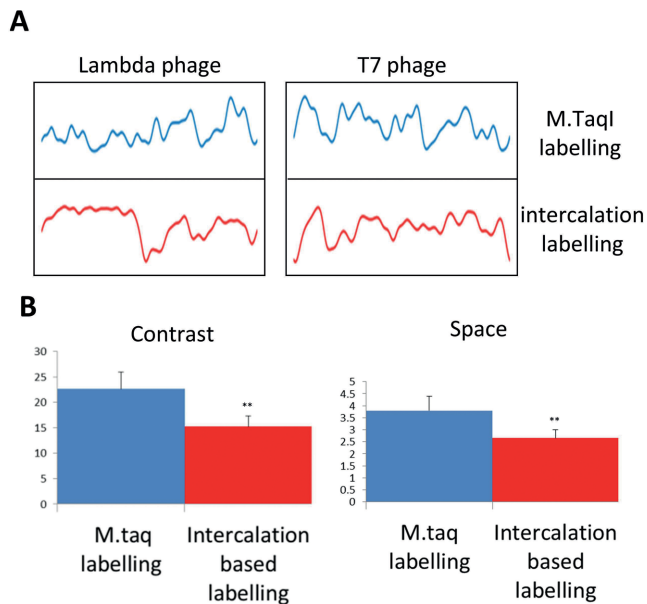 A
Lambda phage
T7 phage
M.TaqI
labelling
intercalation
labelling
B
Contrast
30
25
20
15
10
5
0
**
M.taq
labelling
Intercalation
based
labelling
Space
5
4.5
4
3.5
3
2.5
2
1.5
1
0.5
0
**
M.taq
labelling
Intercalation
based
labelling